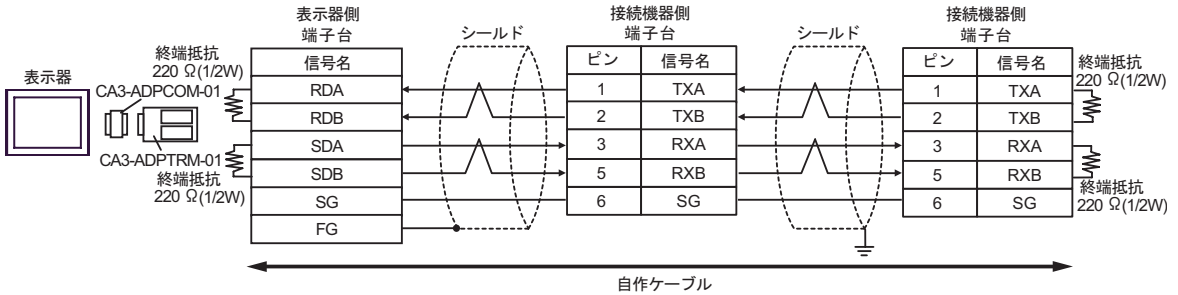 表示器
CA3-ADPCOM-01
CA3-ADPTRM-01
終端抵抗
220 Ω(1/2W)
終端抵抗
220 Ω(1/2W)
表示器側
端子台
信号名
RDA
RDB
SDA
SDB
SG
FG
シールド
接続機器側
端子台
ピン 信号名
1 TXA
2 TXB
3 RXA
5 RXB
6 SG
シールド
接続機器側
端子台
ピン 信号名
1 TXA
2 TXB
3 RXA
5 RXB
6 SG
終端抵抗
220 Ω(1/2W)
終端抵抗
220 Ω(1/2W)
自作ケーブル